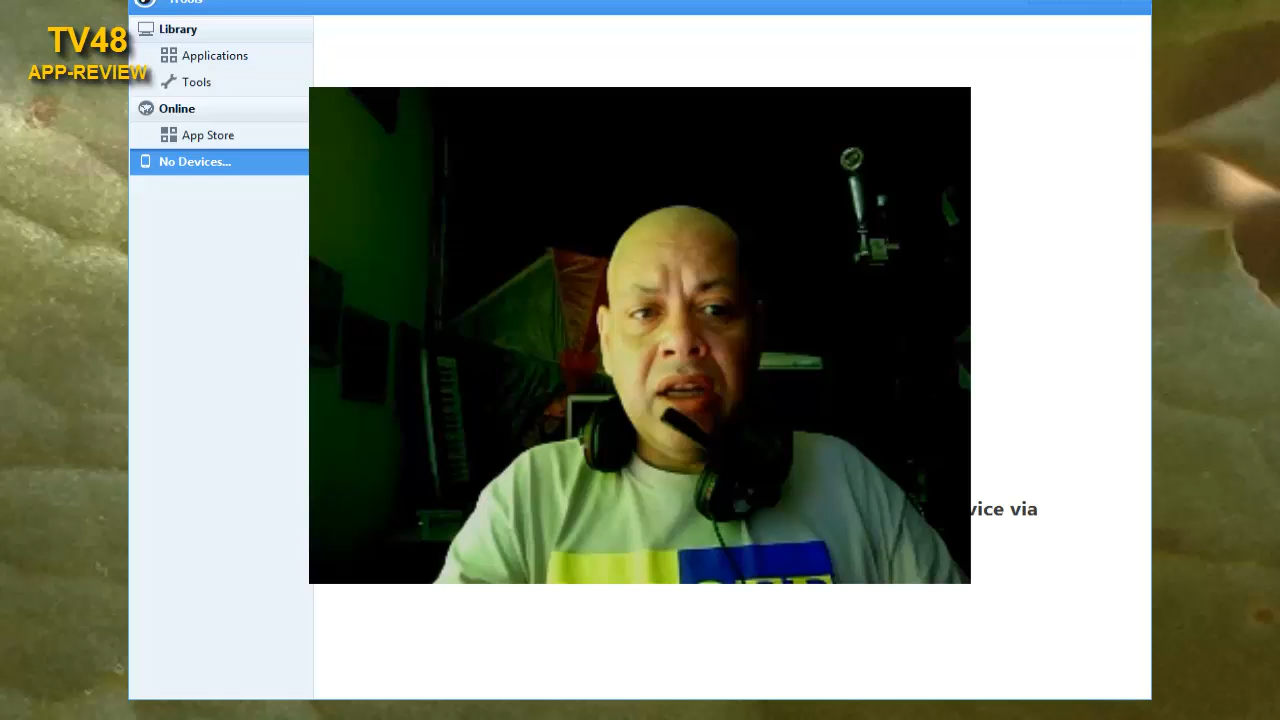 TV48
APP-REVIEW
Library
Applications
Tools
Online
App Store
No Devices...
vice via